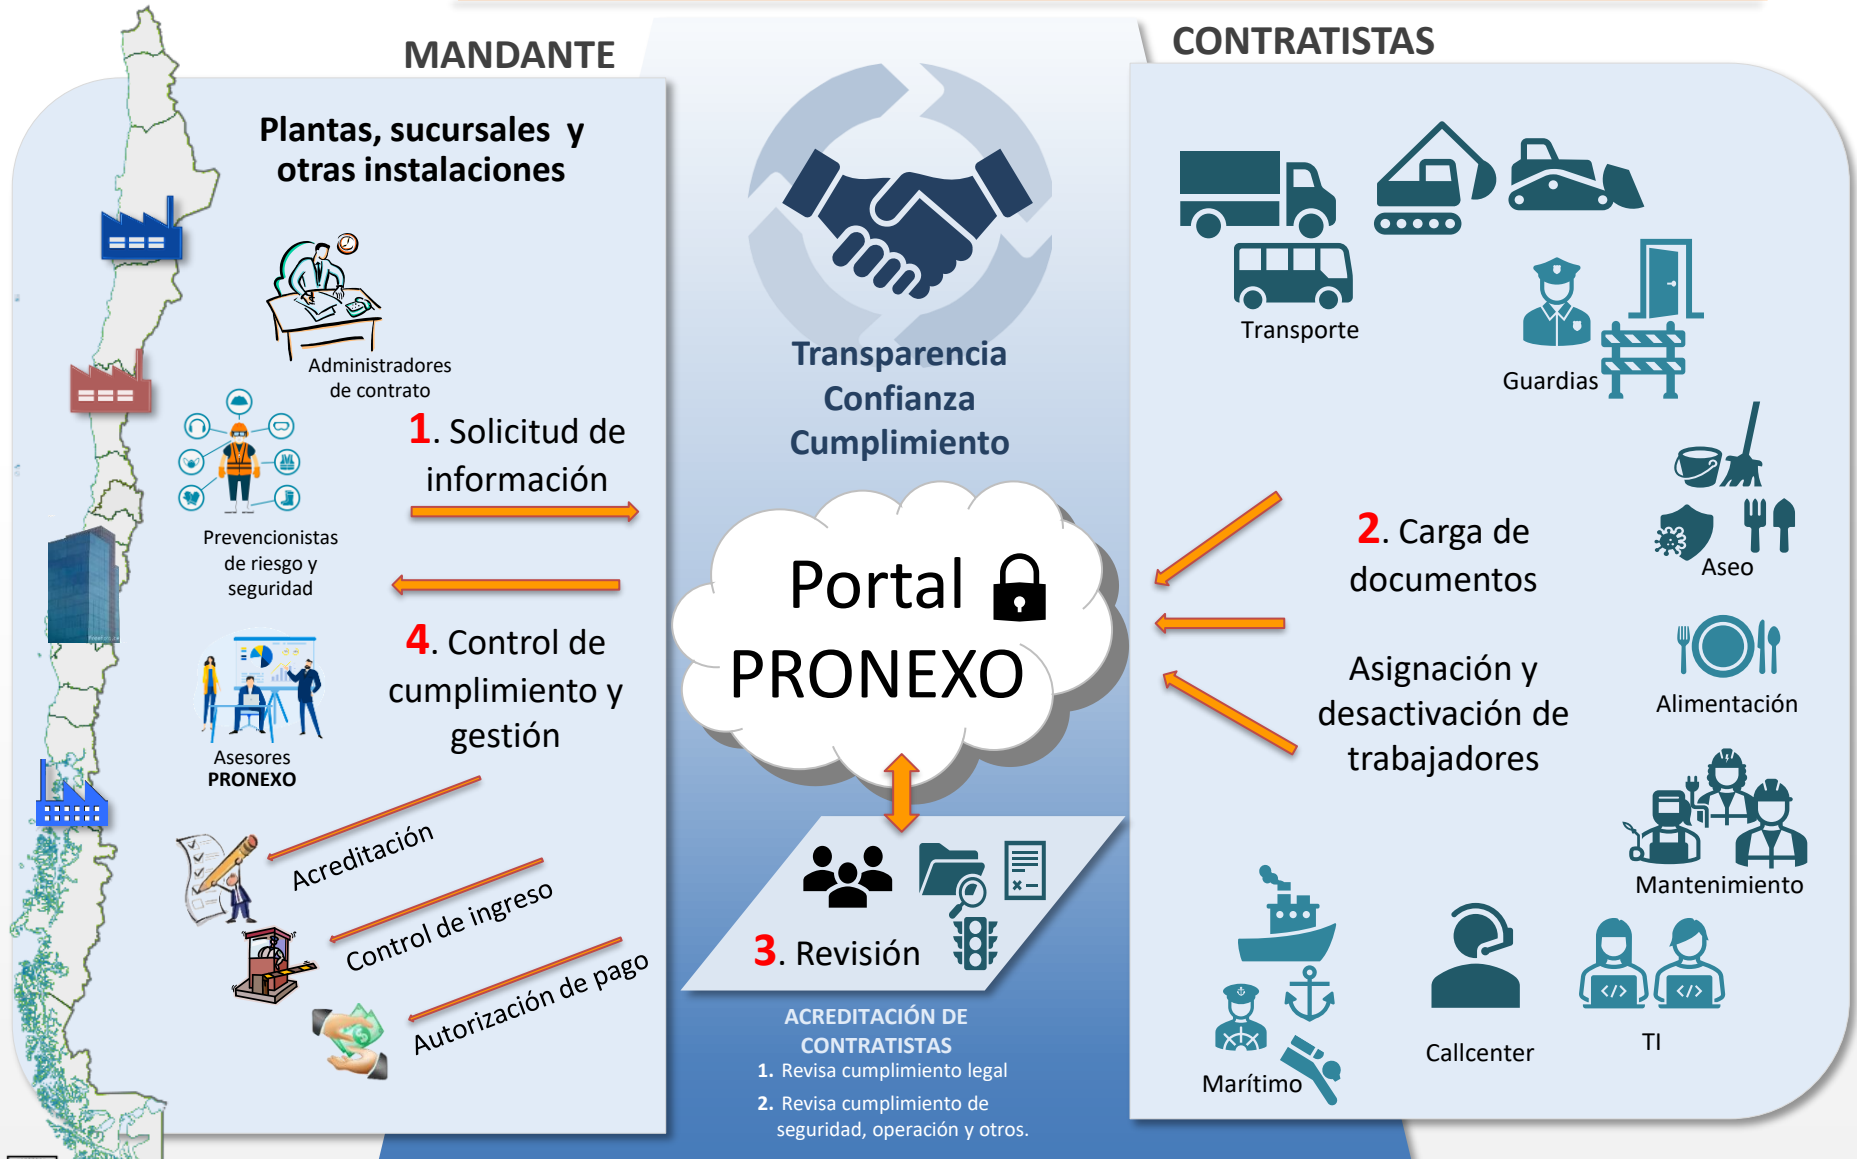 MANDANTE
Plantas, sucursales y
otras instalaciones
Administradores
de contrato
1. Solicitud de
información
Prevencionistas
de riesgo y
seguridad
4. Control de
cumplimiento y
gestión
Asesores
PRONEXO
Acreditación
Control de ingreso
Autorización de pago
Transparencia
Confianza
Cumplimiento
Portal
PRONEXO
3. Revisión
ACREDITACIÓN DE
CONTRATISTAS
1. Revisa cumplimiento legal
2. Revisa cumplimiento de
seguridad, operación y otros.
CONTRATISTAS
Transporte
Guardias
2. Carga de
documentos
Asignación y
desactivación de
trabajadores
Aseo
Alimentación
Mantenimiento
Marítimo
Callcenter
TI